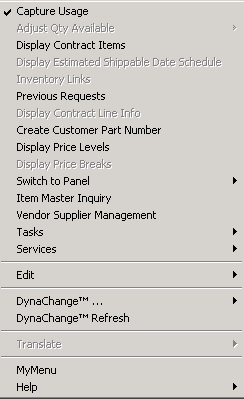 Capture Usage
Adjust Qty Available
Display Contract Items
Display Estimated Shippable Date Schedule
Inventory Links
Previous Requests
Display Contract Line Info
Create Customer Part Number
Display Price Levels
Display Price Breaks
Switch to Panel
Item Master Inquiry
Vendor Supplier Management
Tasks
Services
Edit
DynaChange™ ...
DynaChange™ Refresh
Translate
MyMenu
Help